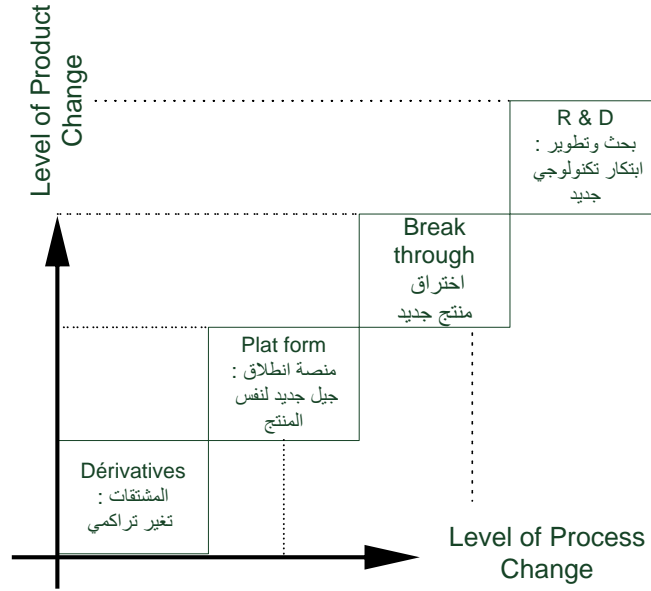 Level of Product
Change
R & D
بحث وتطوير :
ابتكار تكنولوجي
جديد
Break
through
اختراق
منتج جديد
Plat form
منصة انطلاق :
جيل جديد لنفس
المنتج
Dérivatives
المشتقات :
تغير تراكمي
Level of Process
Change